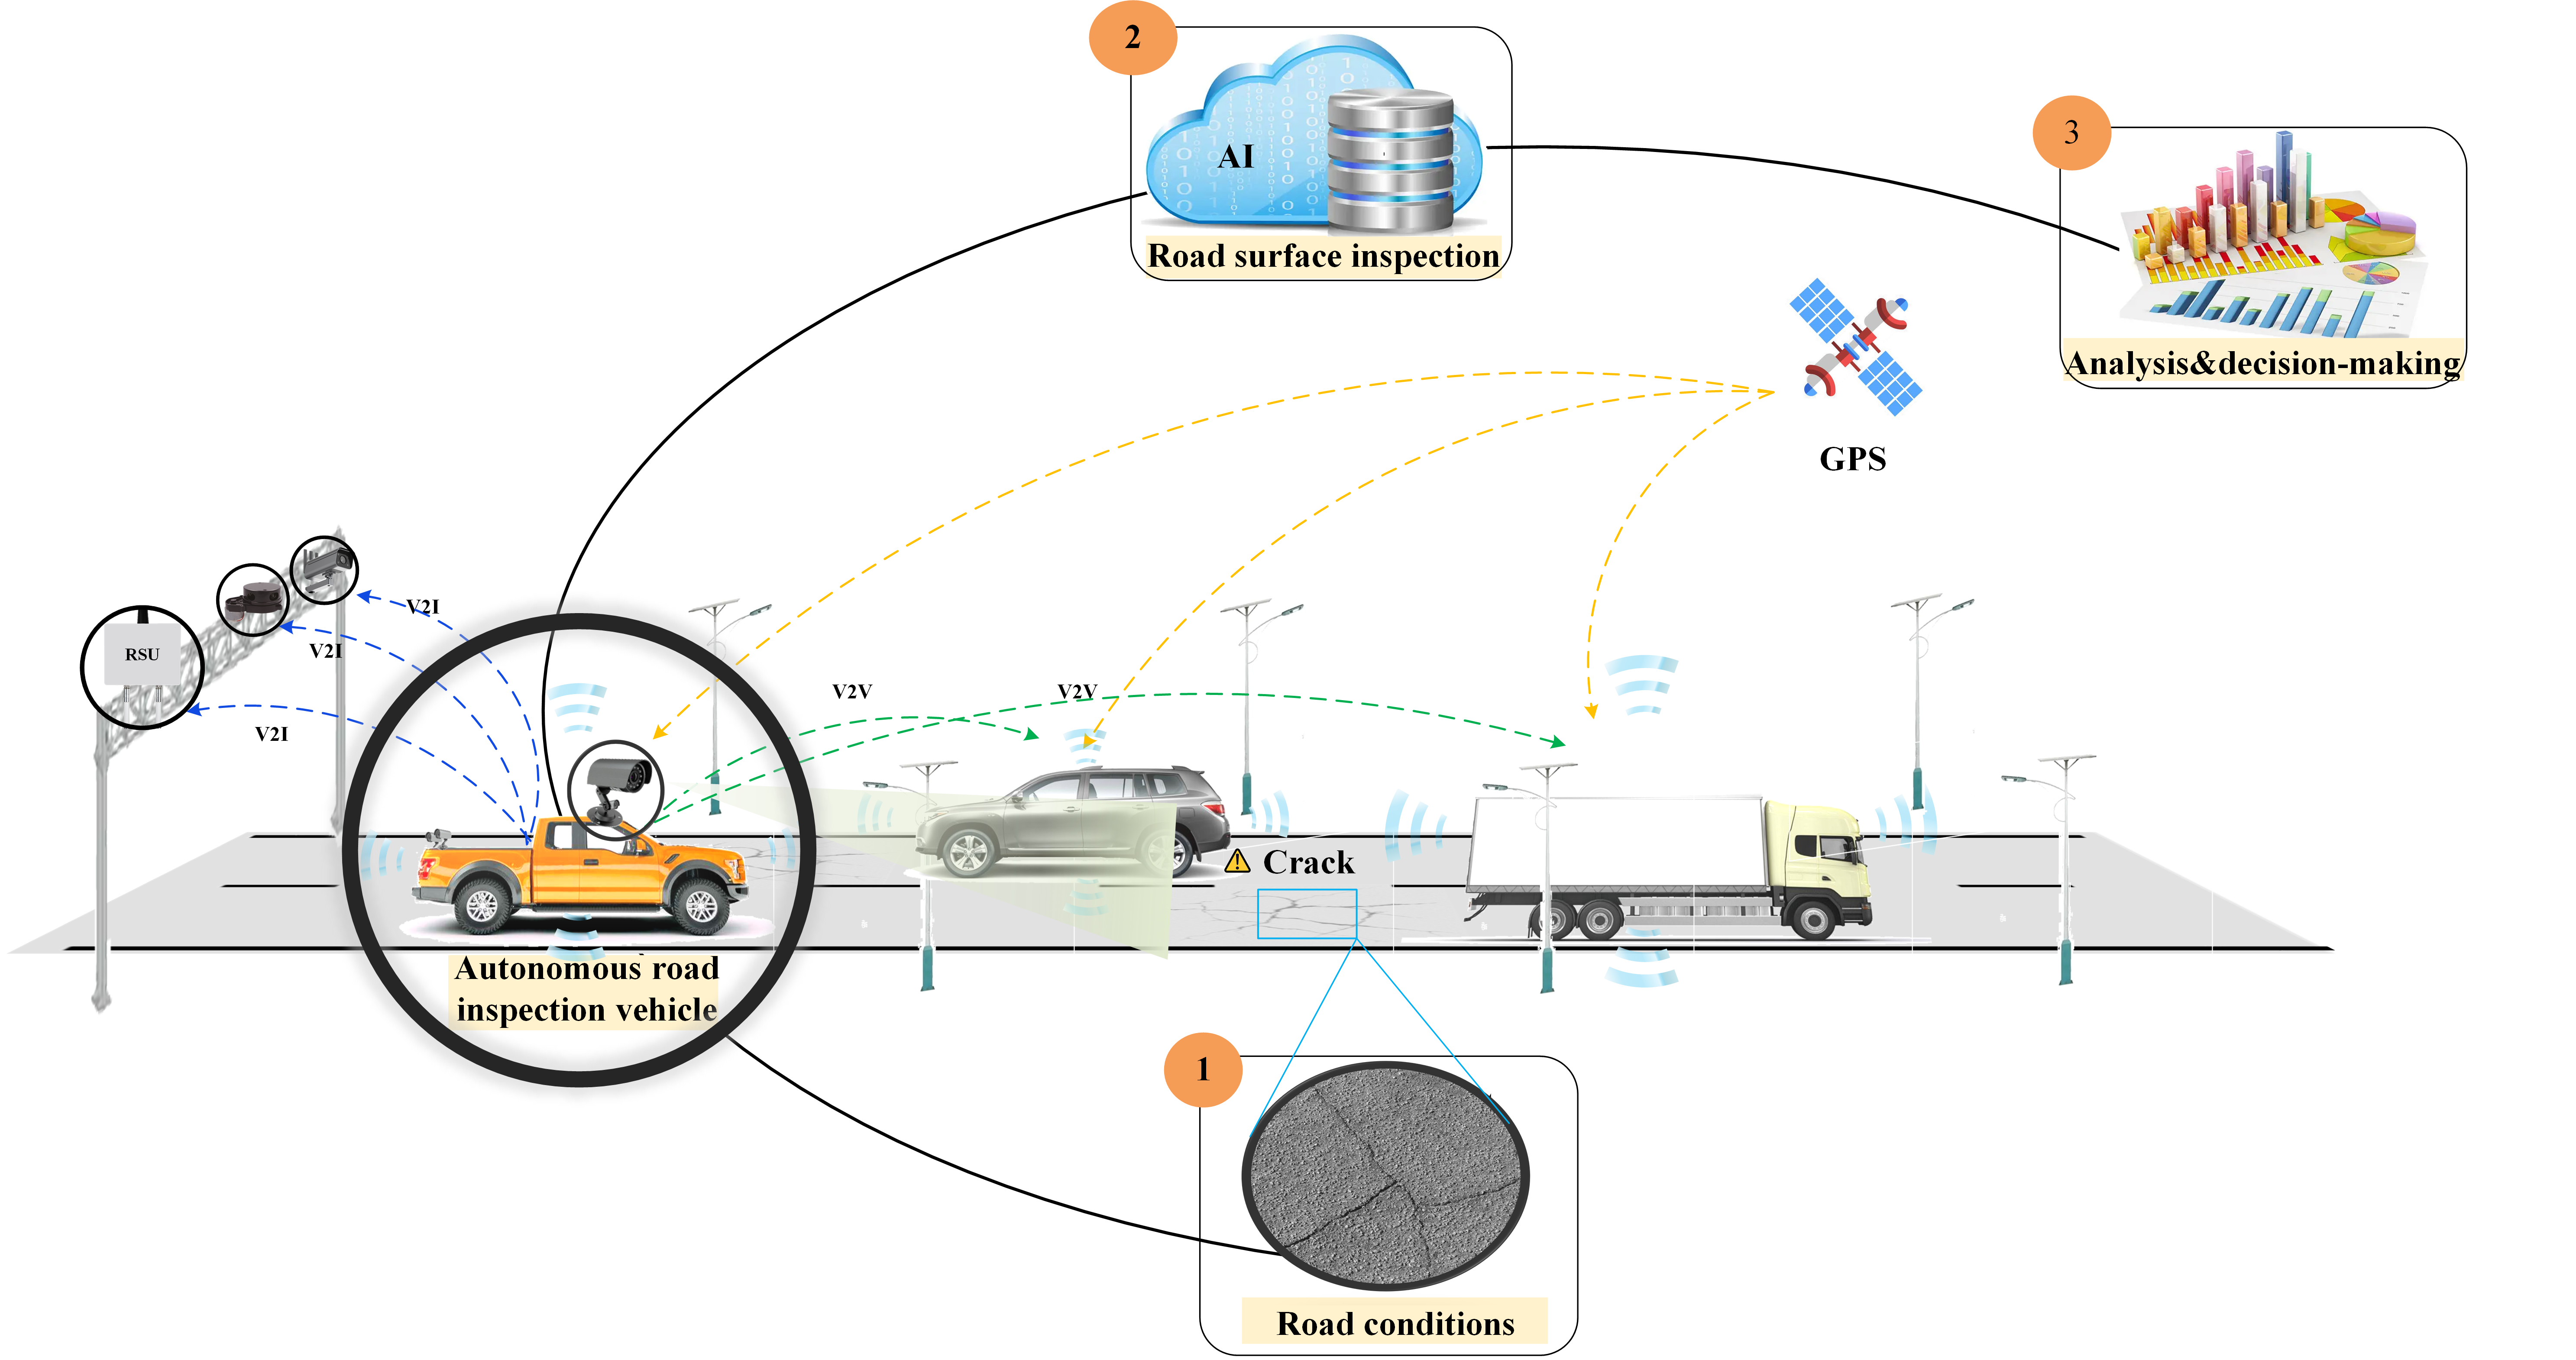 2
AI
Road surface inspection
3
Analysis&decision-making
GPS
V2I
V2I
RSU
V2I
V2V
V2V
Crack
Autonomous road
inspection vehicle
1
Road conditions